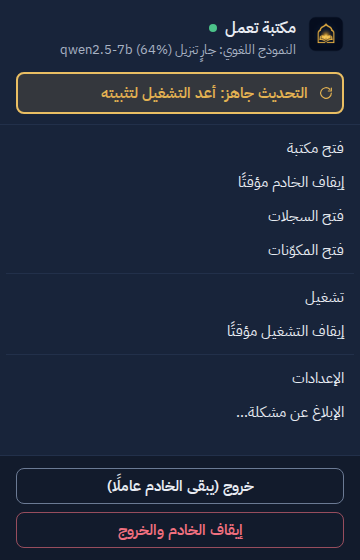 مكتبة تعمل
النموذج اللغوي: جارٍ تنزيل qwen2.5-7b (64%)
التحديث جاهز: أعد التشغيل لتثبيته
فتح مكتبة
إيقاف الخادم مؤقتًا
فتح السجلات
فتح المكوّنات
تشغيل
إيقاف التشغيل مؤقتًا
الإعدادات
الإبلاغ عن مشكلة...
خروج (يبقى الخادم عاملًا)
إيقاف الخادم والخروج